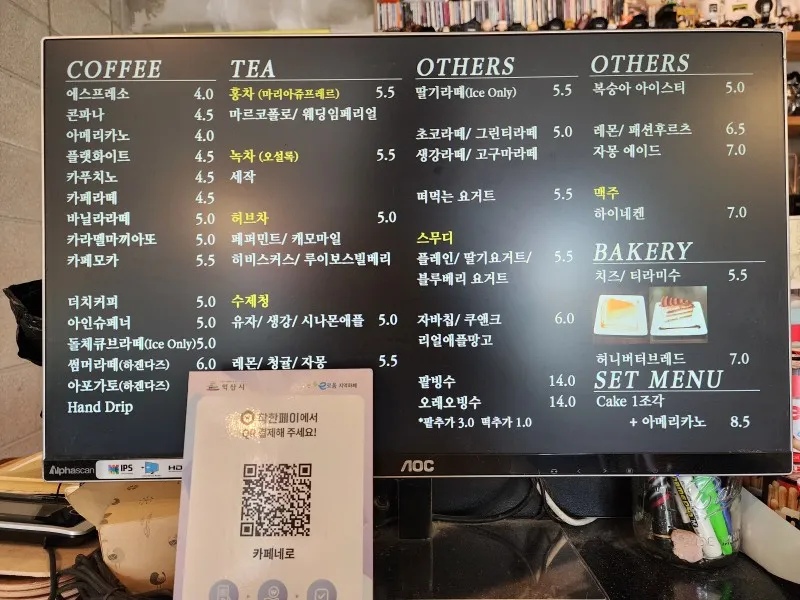 COFFEE
에스프레소 4.0
콘파나 4.5
아메리카노 4.0
플랫화이트 4.5
카푸치노 4.5
카페라떼 4.5
바닐라라떼 5.0
카라멜마끼아또 5.0
카페모카 5.5
더치커피 5.0
아인슈페너 5.0
돌체큐브라떼(Ice Only) 5.0
썸머라떼(하겐다즈) 6.0
아포가토(하겐다즈)
Hand Drip
TEA
홍차 (마리아쥬프레르) 5.5
마르코폴로/ 웨딩임페리얼
녹차 (오설록) 5.5
세작
허브차 5.0
페퍼민트/ 캐모마일
히비스커스/ 루이보스빌베리
수제청
유자/ 생강/ 시나몬애플 5.0
레몬/ 청귤/ 자몽 5.5
OTHERS
딸기라떼(Ice Only) 5.5
초코라떼/ 그린티라떼 5.0
생강라떼/ 고구마라떼
떠먹는 요거트 5.5
스무디
플레인/ 딸기요거트/ 5.5
블루베리 요거트
자바칩/ 쿠앤크 6.0
리얼애플망고
팥빙수 14.0
오레오빙수 14.0
*팥추가 3.0 떡추가 1.0
OTHERS
복숭아 아이스티 5.0
레몬/ 패션후르츠 6.5
자몽 에이드 7.0
맥주
하이네켄 7.0
BAKERY
치즈/ 티라미수 5.5
허니버터브레드 7.0
SET MENU
Cake 1조각
+ 아메리카노 8.5
Alphascan
IPS
HD
AOC
익산시
착한페이에서
QR결제해 주세요!
카페네로